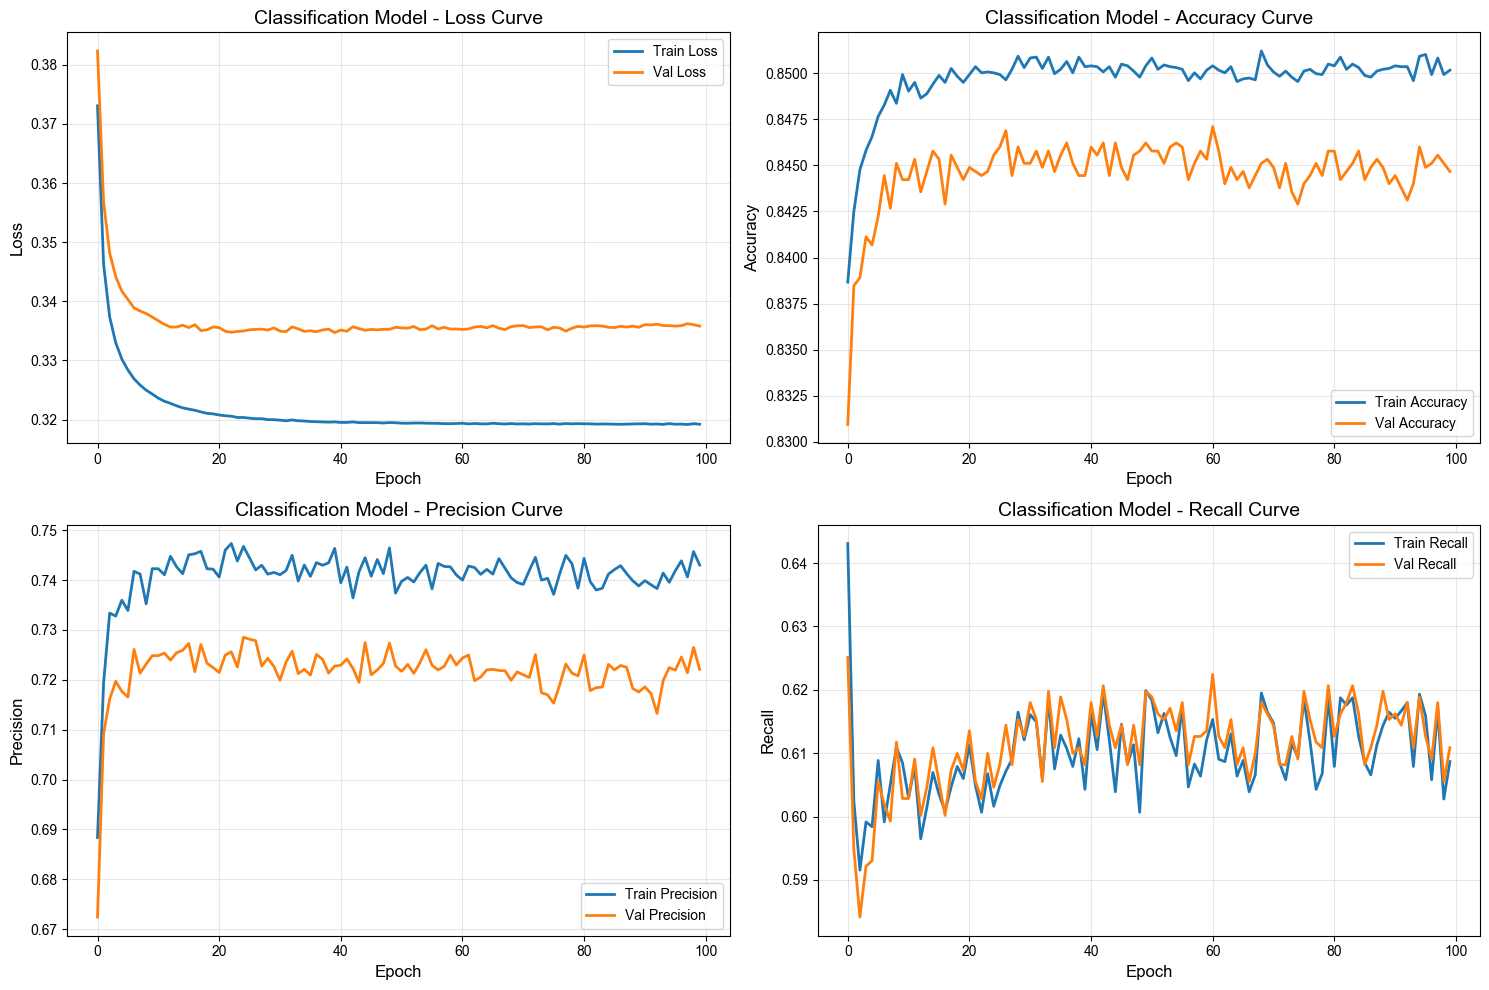 Classification Model - Loss Curve
Train Loss
Val Loss
0.38
0.37
0.36
0.35
0.34
0.33
0.32
Loss
0 20 40 60 80 100
Epoch
Classification Model - Accuracy Curve
0.8500
0.8475
0.8450
0.8425
0.8400
0.8375
0.8350
0.8325
0.8300
Accuracy
Train Accuracy
Val Accuracy
0 20 40 60 80 100
Epoch
Classification Model - Precision Curve
0.75
0.74
0.73
0.72
0.71
0.70
0.69
0.68
0.67
Precision
Train Precision
Val Precision
0 20 40 60 80 100
Epoch
Classification Model - Recall Curve
Train Recall
Val Recall
0.64
0.63
0.62
0.61
0.60
0.59
Recall
0 20 40 60 80 100
Epoch